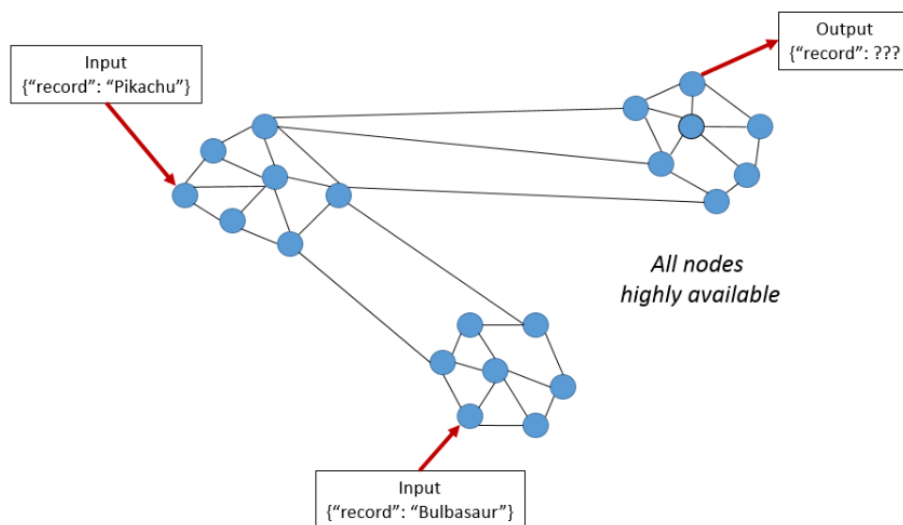 Input
{“record”: “Pikachu”}
Output
{“record”: ???
All nodes
highly available
Input
{“record”: “Bulbasaur”}